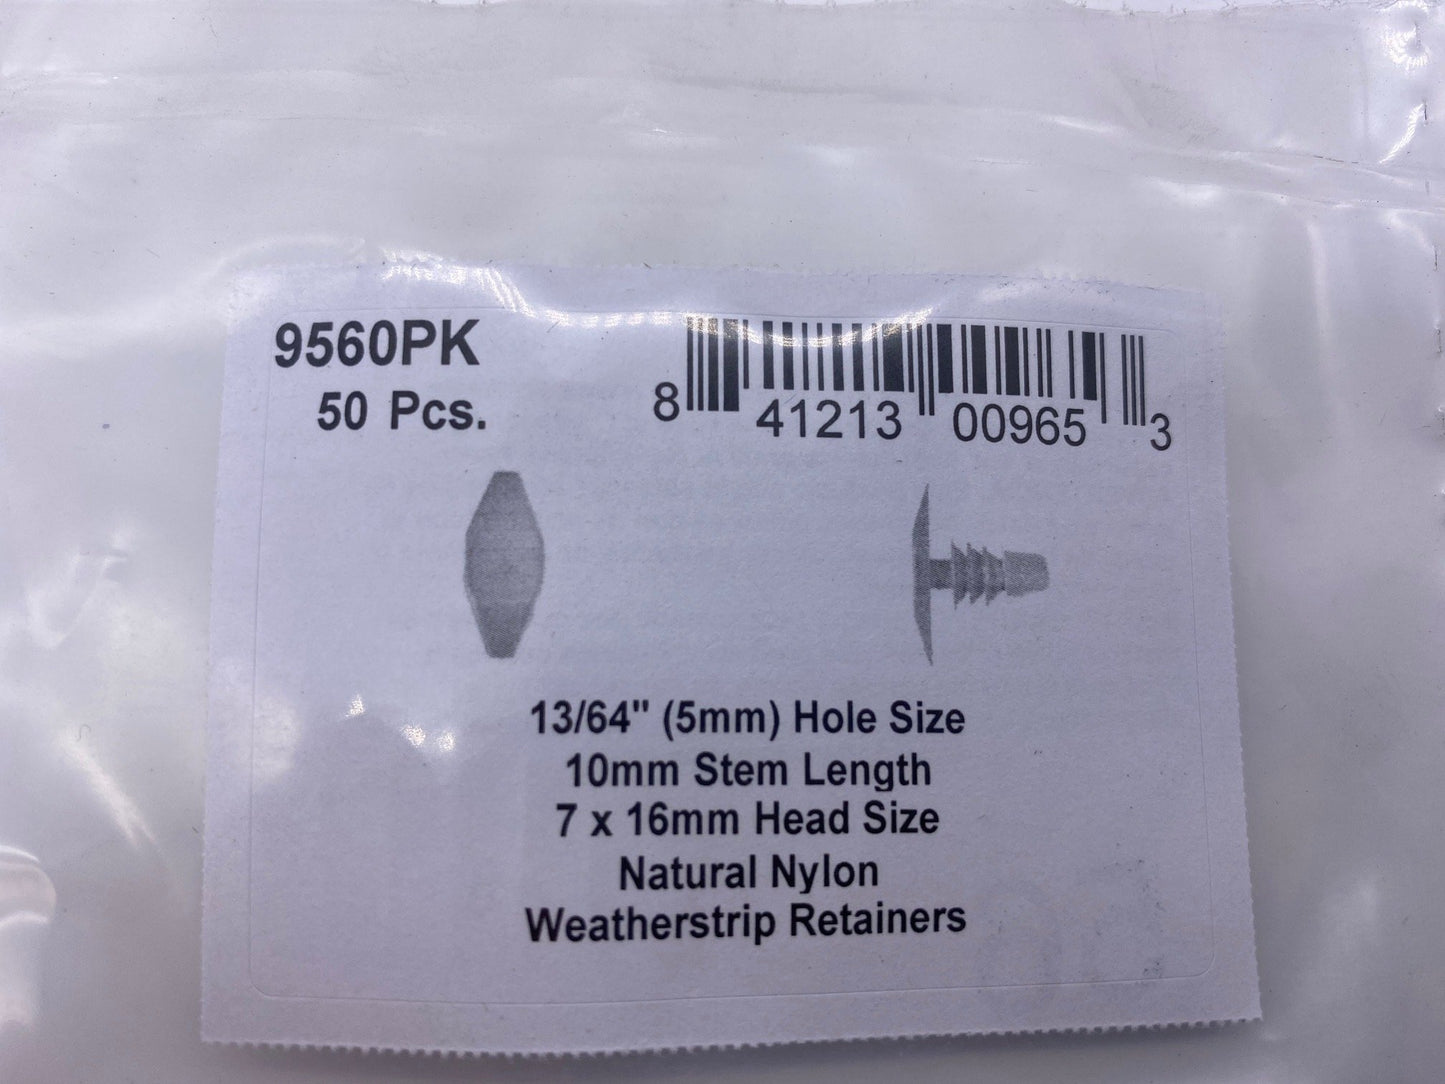 9560PK
50 Pcs.
8 41213 00965 3
13/64" (5mm) Hole Size
10mm Stem Length
7 x 16mm Head Size
Natural Nylon
Weatherstrip Retainers